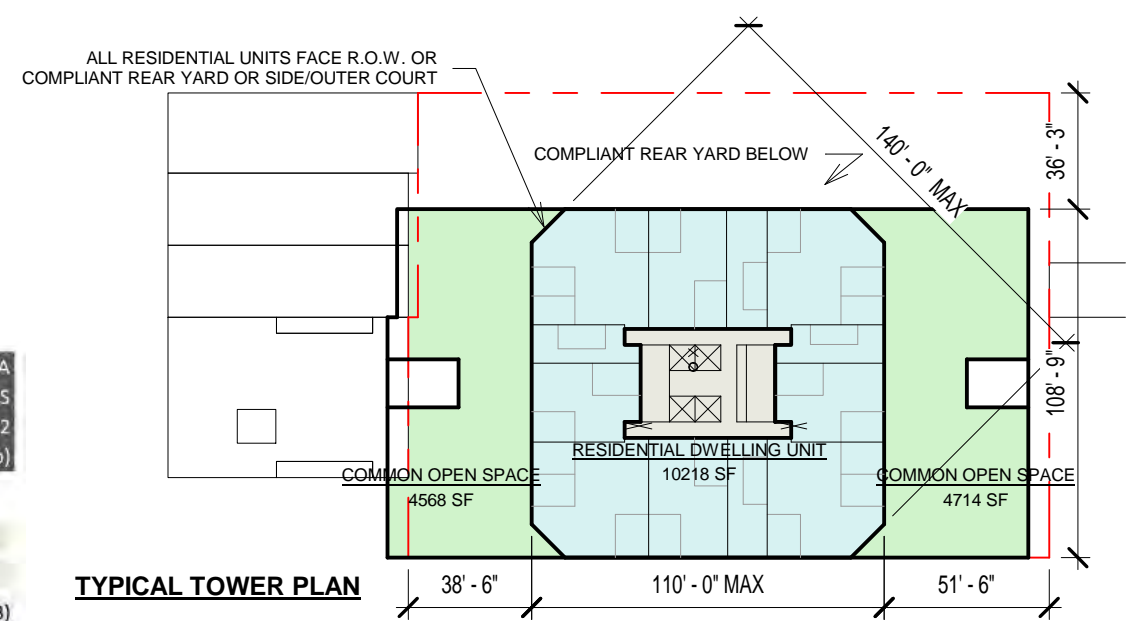 ALL RESIDENTIAL UNITS FACE R.O.W. OR
COMPLIANT REAR YARD OR SIDE/OUTER COURT
COMPLIANT REAR YARD BELOW
140' - 0" MAX
36' - 3"
108' - 9"
A
S
2
)
RESIDENTIAL DWELLING UNIT
10218 SF
COMMON OPEN SPACE
4568 SF
COMMON OPEN SPACE
4714 SF
TYPICAL TOWER PLAN
38' - 6"
110' - 0" MAX
51' - 6"